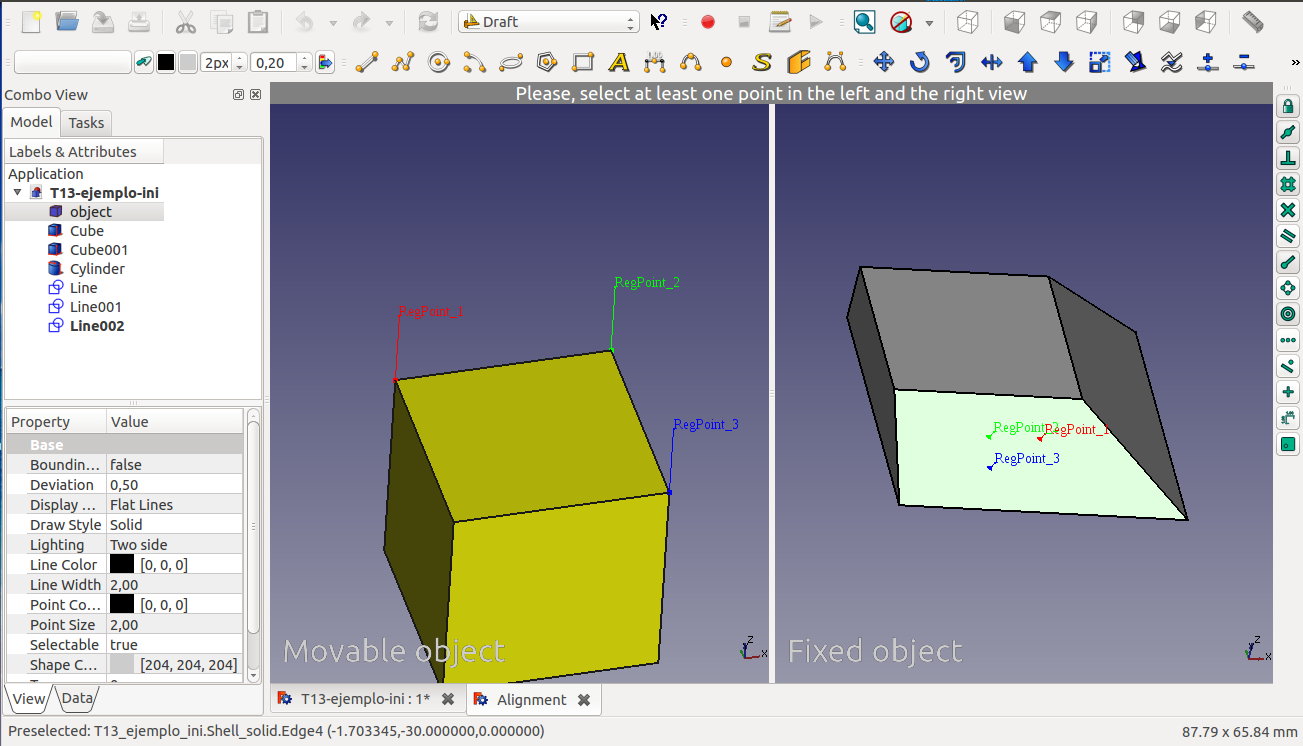 Draft
2px
0,20
»
Combo View
Please, select at least one point in the left and the right view
Model
Tasks
Labels & Attributes
Application
T13-ejemplo-ini
object
Cube
Cube001
Cylinder
Line
Line001
Line002
RegPoint_1
RegPoint_2
RegPoint_3
RegPoint_2
RegPoint_1
RegPoint_3
Property
Value
Base
Boundin... false
Deviation 0,50
Display ... Flat Lines
Draw Style Solid
Lighting Two side
Line Color [0, 0, 0]
Line Width 2,00
Point Co... [0, 0, 0]
Point Size 2,00
Selectable true
Shape C... [204, 204, 204]
Movable object
Z
X
Fixed object
Z
X
View
Data
T13-ejemplo-ini : 1*
Alignment
Preselected: T13_ejemplo_ini.Shell_solid.Edge4 (-1.703345,-30.000000,0.000000)
87.79 x 65.84 mm